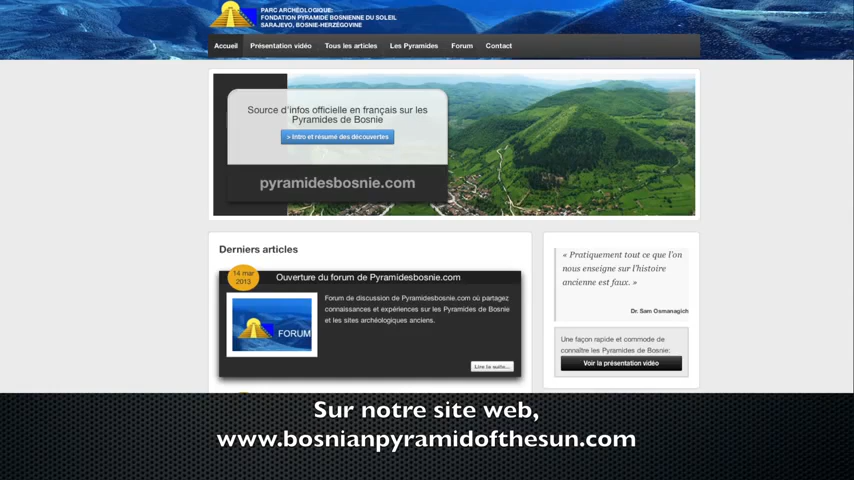 PARC ARCHÉOLOGIQUE:
FONDATION PYRAMIDE BOSNIENNE DU SOLEIL
SARAJEVO, BOSNIE-HERZÉGOVINE
Accueil Présentation vidéo Tous les articles Les Pyramides Forum Contact
Source d'infos officielle en français sur les
Pyramides de Bosnie
» Intro et résumé des découvertes
pyramidesbosnie.com
Derniers articles
14 mar
2013
Ouverture du forum de Pyramidesbosnie.com
Forum de discussion de Pyramidesbosnie.com où partagez
connaissances et expériences sur les Pyramides de Bosnie
et les sites archéologiques anciens.
FORUM
Lire la suite...
« Pratiquement tout ce que l'on
nous enseigne sur l'histoire
ancienne est faux. »
Dr. Sam Osmanagich
Une façon rapide et commode de
connaître les Pyramides de Bosnie:
Voir la présentation vidéo
Sur notre site web,
www.bosnianpyramidofthesun.com